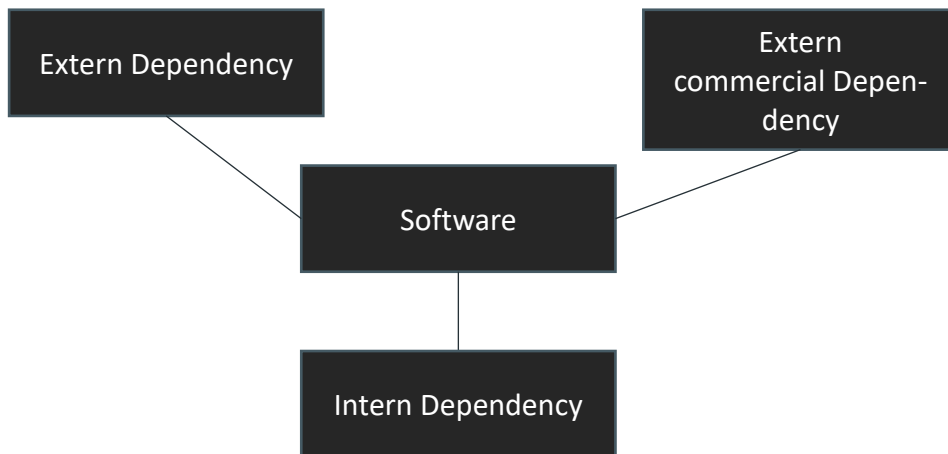 Extern Dependency
Extern
commercial Depen-
dency
Software
Intern Dependency